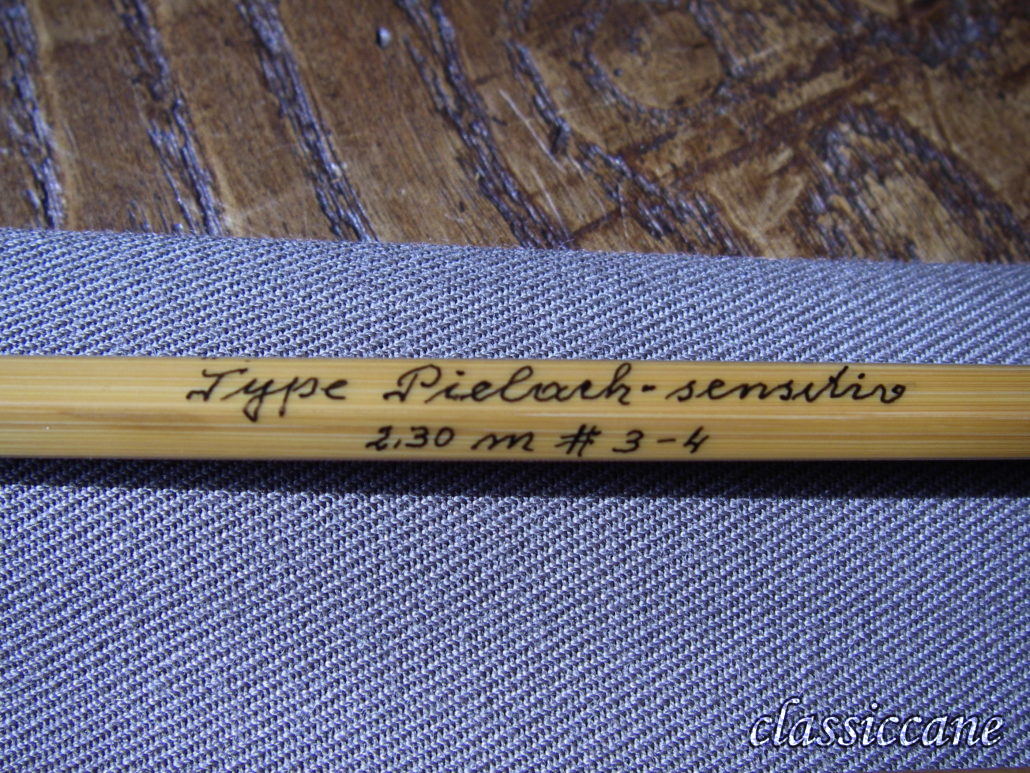 Type Pielach-sensitiv
2.30 m # 3-4
classiccane